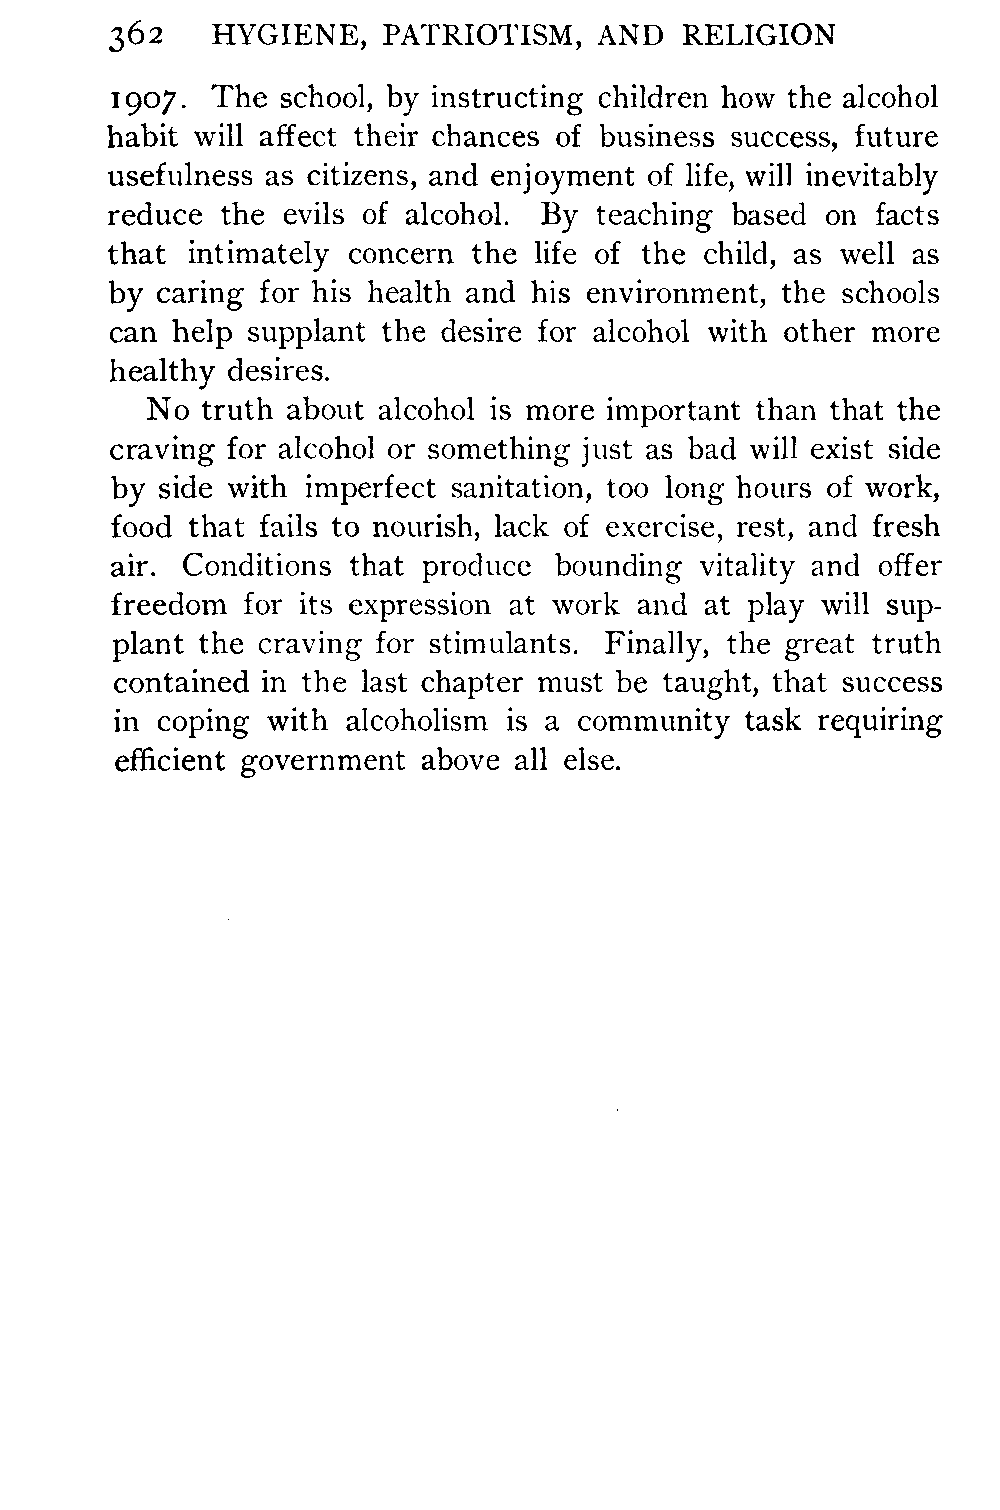 362 HYGIENE, PATRIOTISM, AND RELIGION
1907. The school, by instructing children how the alcohol
habit will affect their chances of business success, future
usefulness as citizens, and enjoyment of life, will inevitably
reduce the evils of alcohol. By teaching based on facts
that intimately concern the life of the child, as well as
by caring for his health and his environment, the schools
can help supplant the desire for alcohol with other more
healthy desires.
No truth about alcohol is more important than that the
craving for alcohol or something just as bad will exist side
by side with imperfect sanitation, too long hours of work,
food that fails to nourish, lack of exercise, rest, and fresh
air. Conditions that produce bounding vitality and offer
freedom for its expression at work and at play will sup-
plant the craving for stimulants. Finally, the great truth
contained in the last chapter must be taught, that success
in coping with alcoholism is a community task requiring
efficient government above all else.